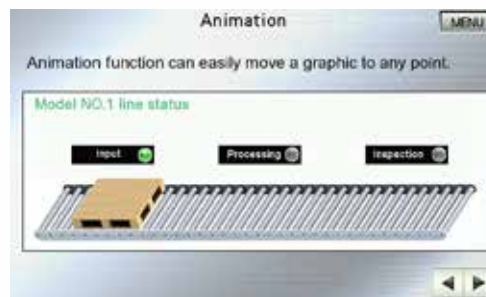 Animation
MENU
Animation function can easily move a graphic to any point.
Model NO.1 line status
Input
Processing
Inspection